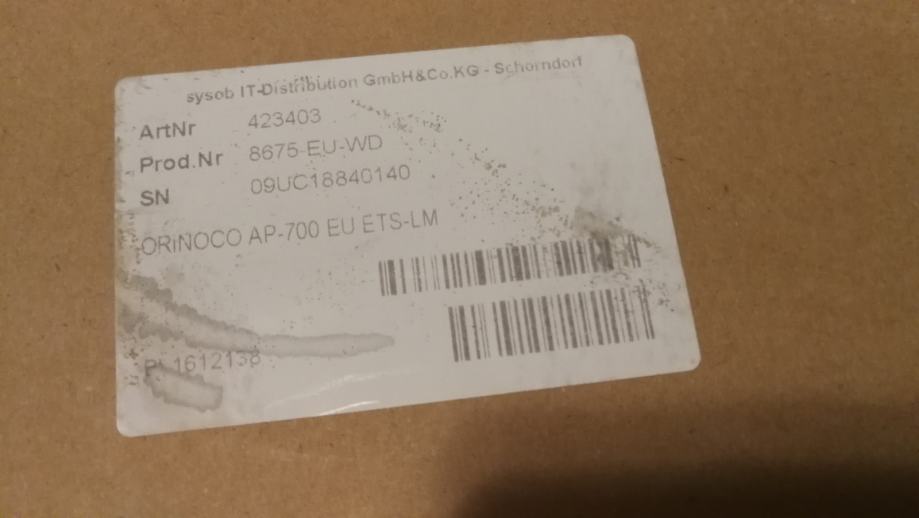 sysob IT-Distribution GmbH&Co.KG - Schorndorf
ArtNr 423403
Prod.Nr 8675-EU-WD
SN 09UC18840140
ORiNOCO AP-700 EU ETS-LM
1612138